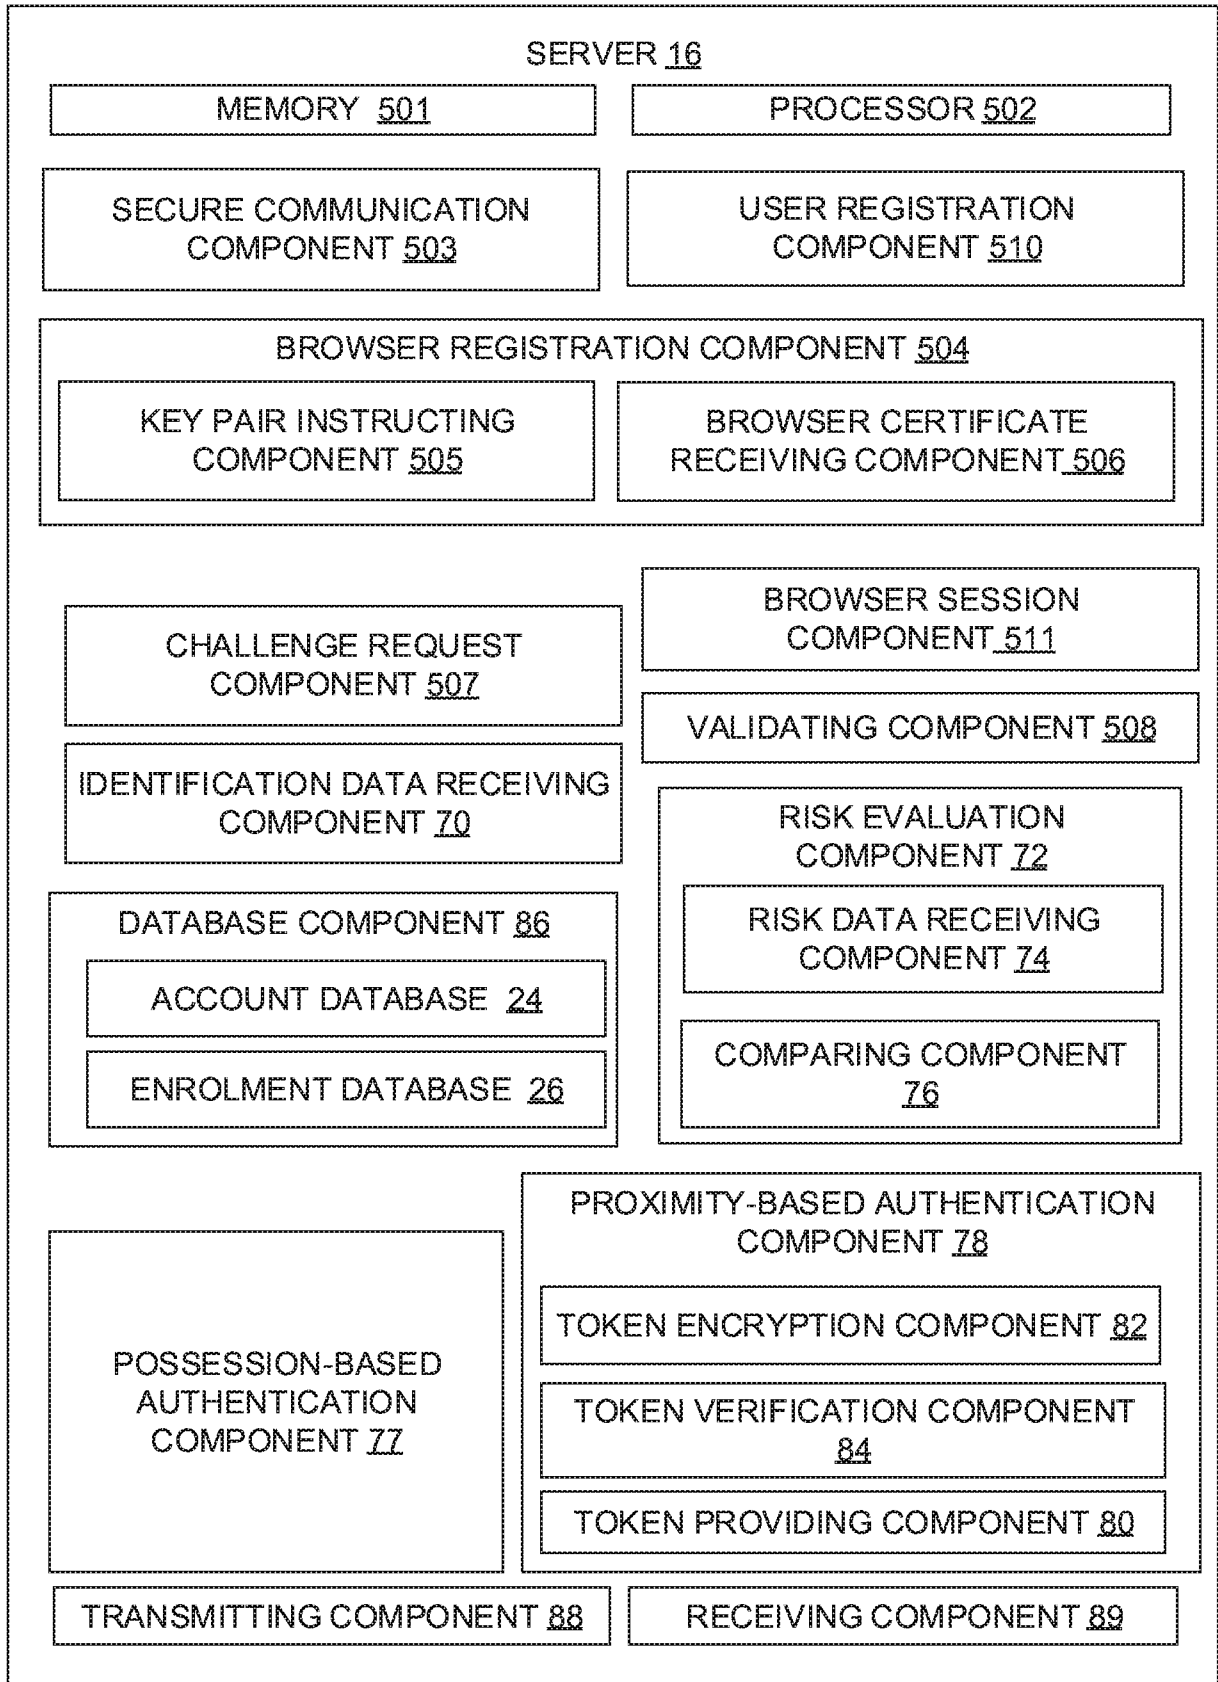 SERVER 16
MEMORY 501
PROCESSOR 502
SECURE COMMUNICATION
COMPONENT 503
USER REGISTRATION
COMPONENT 510
BROWSER REGISTRATION COMPONENT 504
KEY PAIR INSTRUCTING
COMPONENT 505
BROWSER CERTIFICATE
RECEIVING COMPONENT 506
BROWSER SESSION
COMPONENT 511
CHALLENGE REQUEST
COMPONENT 507
VALIDATING COMPONENT 508
IDENTIFICATION DATA RECEIVING
COMPONENT 70
RISK EVALUATION
COMPONENT 72
RISK DATA RECEIVING
COMPONENT 74
COMPARING COMPONENT
76
DATABASE COMPONENT 86
ACCOUNT DATABASE 24
ENROLMENT DATABASE 26
PROXIMITY-BASED AUTHENTICATION
COMPONENT 78
TOKEN ENCRYPTION COMPONENT 82
TOKEN VERIFICATION COMPONENT
84
TOKEN PROVIDING COMPONENT 80
POSSESSION-BASED
AUTHENTICATION
COMPONENT 77
TRANSMITTING COMPONENT 88
RECEIVING COMPONENT 89